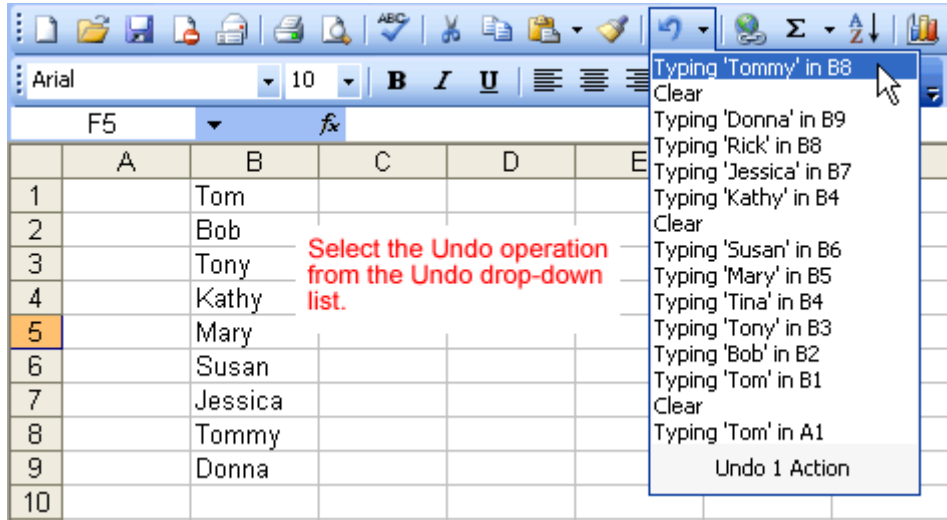 ABC Σ A Z
Arial 10 B I U
F5 fx
A B C D E
1 Tom
2 Bob
3 Tony
4 Kathy
5 Mary
6 Susan
7 Jessica
8 Tommy
9 Donna
10
Select the Undo operation
from the Undo drop-down
list.
Typing 'Tommy' in B8
Clear
Typing 'Donna' in B9
Typing 'Rick' in B8
Typing 'Jessica' in B7
Typing 'Kathy' in B4
Clear
Typing 'Susan' in B6
Typing 'Mary' in B5
Typing 'Tina' in B4
Typing 'Tony' in B3
Typing 'Bob' in B2
Typing 'Tom' in B1
Clear
Typing 'Tom' in A1
Undo 1 Action